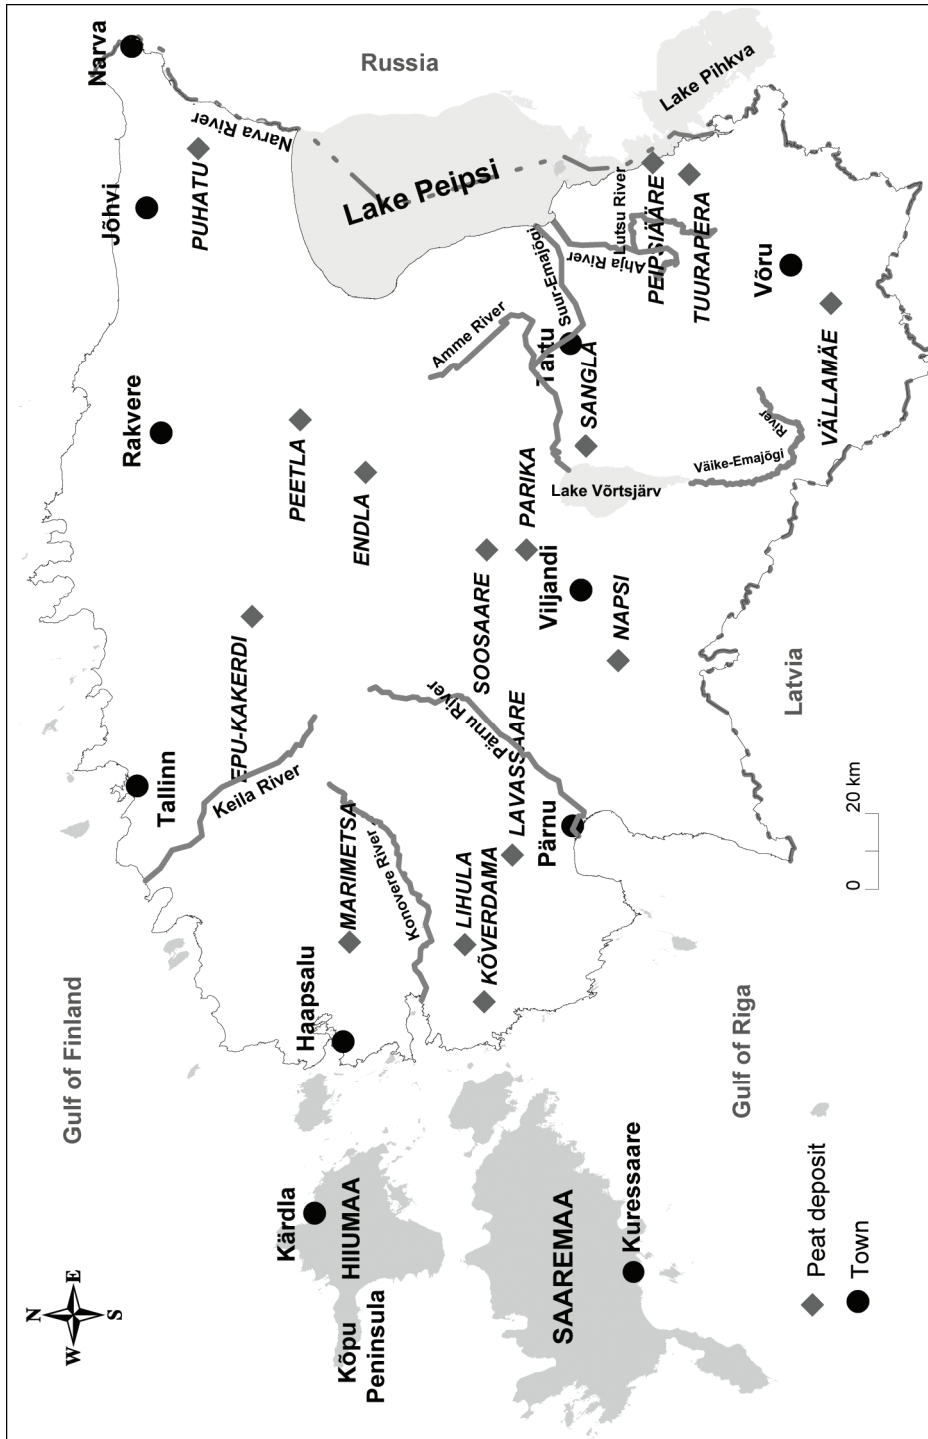 N
W
E
S
Gulf of Finland
Russia
Tallinn
Rakvere
Jõhvi
Narva
Narva River
PUHATU
EPU-KAKERDI
PEETLA
Keila River
ENDLA
Haapsalu
MARIMETSA
Konovere River
Kärdla
HIIUMAA
Kõpu
Peninsula
Lake Peipsi
Amme River
LIHULA
KÕVERDAMA
LAVASSAARE
Pärnu River
SOOSAARE
PARIKA
Tartu
SANGLA
Suur-Emajõgi
Ahja River
Lutsu River
Lake Pihkva
PEIPSIÄÄRE
TUURAPERA
SAAREMAA
Kuressaare
Pärnu
Viljandi
NAPSI
Lake Võrtsjärv
Väike-Emajõgi
River
Võru
VÄLLAMÄE
Gulf of Riga
Latvia
Peat deposit
Town
0
20 km